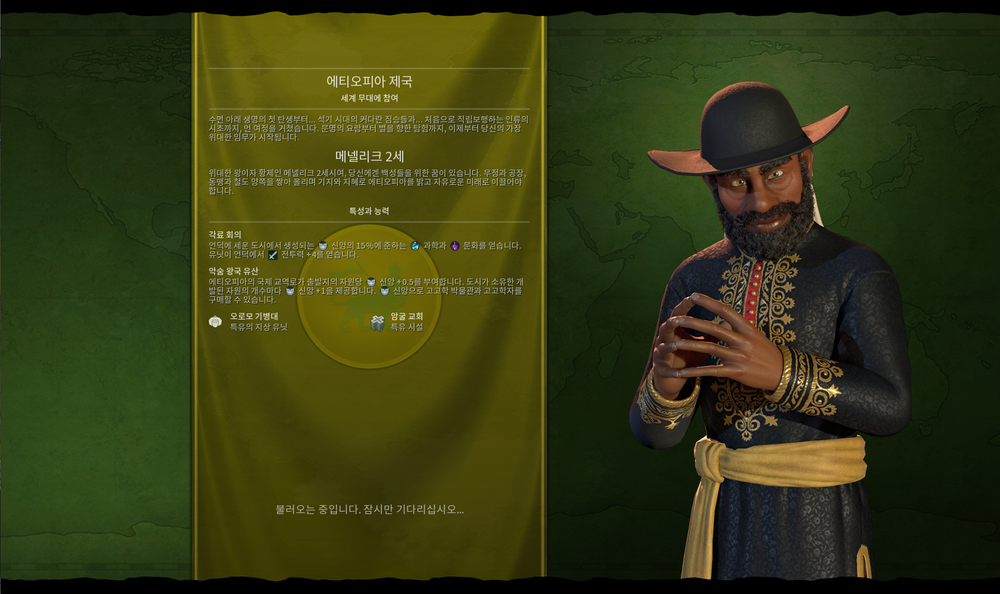 에티오피아 제국
세계 무대에 참여
수면 아래 생명의 첫 탄생부터... 석기 시대의 커다란 짐승들과... 처음으로 직립보행하는 인류의
시초까지, 먼 여정을 거쳤습니다. 문명의 요람부터 별을 향한 탐험까지, 이제부터 당신의 가장
위대한 임무가 시작됩니다.
메넬리크 2세
위대한 왕이자 황제인 메넬리크 2세시여, 당신에겐 백성들을 위한 꿈이 있습니다. 우정과 공장,
동맹과 철도 양쪽을 쌓아 올리며 기지와 지혜로 에티오피아를 밝고 자유로운 미래로 이끌어야
합니다.
특성과 능력
각료 회의
언덕에 세운 도시에서 생성되는 신앙의 15%에 준하는 과학과 문화를 얻습니다.
유닛이 언덕에서 전투력 +4를 얻습니다.
악숨 왕국 유산
에티오피아의 국제 교역로가 출발지의 자원당 신앙 +0.5를 부여합니다. 도시가 소유한 개
발된 자원의 개수마다 신앙 +1을 제공합니다. 신앙으로 고고학 박물관과 고고학자를
구매할 수 있습니다.
오로모 기병대
특유의 지상 유닛
암굴 교회
특유 시설
불러오는 중입니다. 잠시만 기다리십시오...